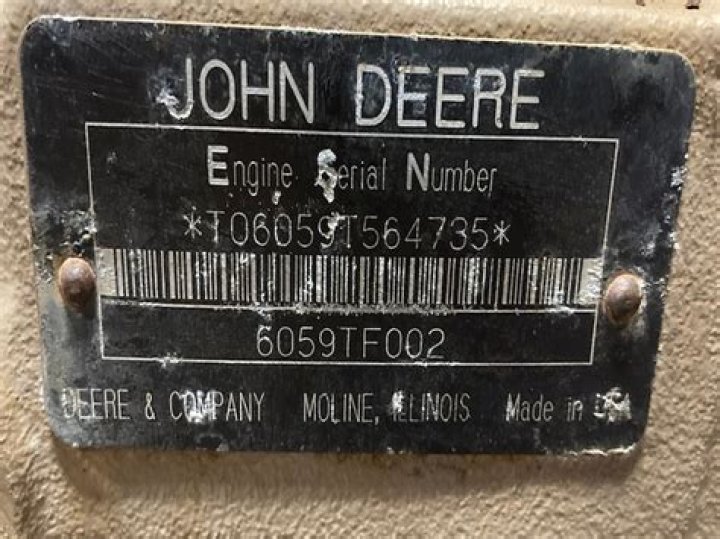 JOHN DEERE
Engine Serial Number
*T06059T564735*
6059TF002
DEERE & COMPANY MOLINE, ILLINOIS Made in USA